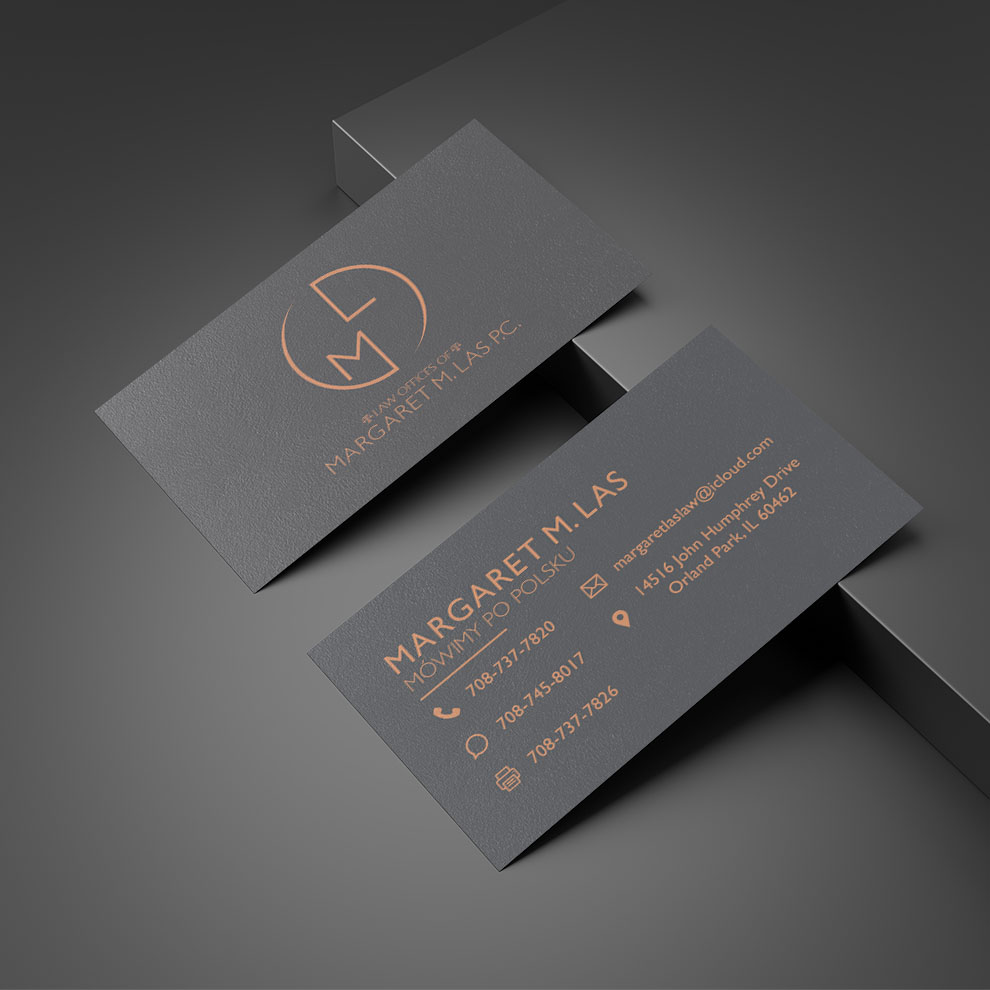 L
M
LAW OFFICES OF
MARGARET M. LAS P.C.
MARGARET M. LAS
MÓWIMY PO POLSKU
708-737-7820
708-745-8017
708-737-7826
margaretlaslaw@icloud.com
14516 John Humphrey Drive
Orland Park, IL 60462